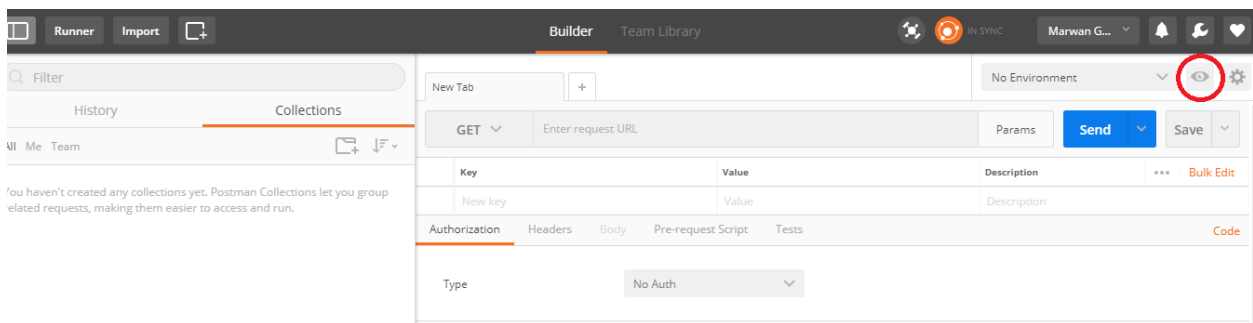 Runner Import Builder Team Library IN SYNC Marwan G...
Filter
New Tab + No Environment
History Collections
GET Enter request URL Params Send Save
All Me Team
Key Value Description ••• Bulk Edit
You haven't created any collections yet. Postman Collections let you group
related requests, making them easier to access and run.
New key Value Description
Authorization Headers Body Pre-request Script Tests Code
Type No Auth